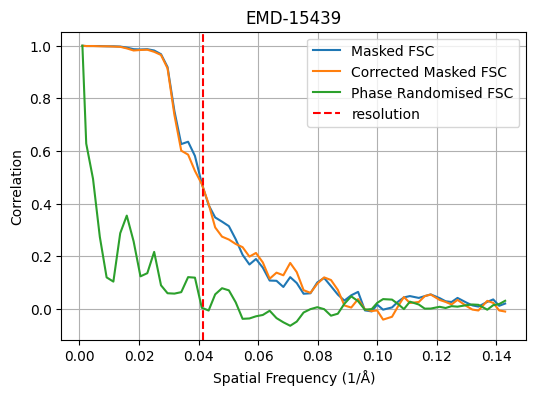 EMD-15439
Masked FSC
Corrected Masked FSC
Phase Randomised FSC
resolution
Correlation
1.0
0.8
0.6
0.4
0.2
0.0
0.00 0.02 0.04 0.06 0.08 0.10 0.12 0.14
Spatial Frequency (1/Å)